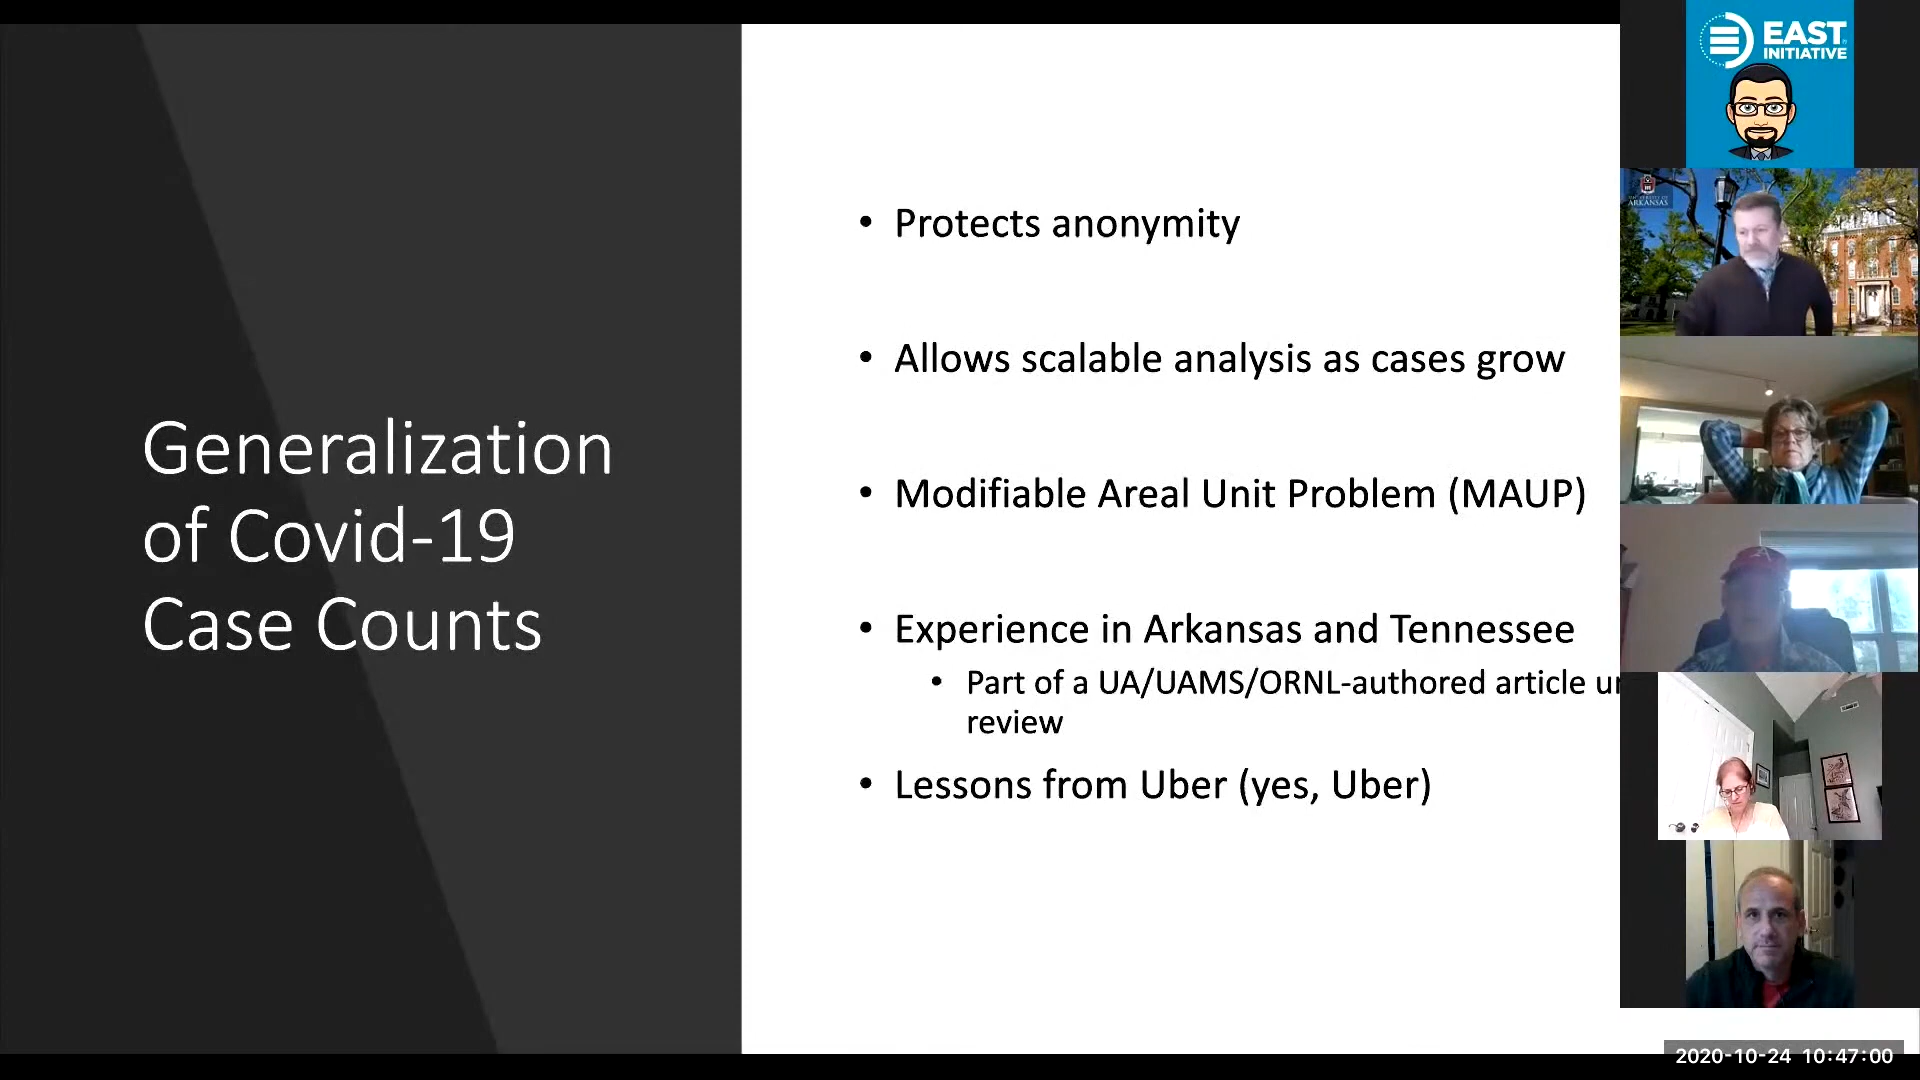 Generalization
of Covid-19
Case Counts
• Protects anonymity
• Allows scalable analysis as cases grow
• Modifiable Areal Unit Problem (MAUP)
• Experience in Arkansas and Tennessee
• Part of a UA/UAMS/ORNL-authored article
review
• Lessons from Uber (yes, Uber)
EAST
INITIATIVE
ARKANSAS
2020-10-24 10:47:00